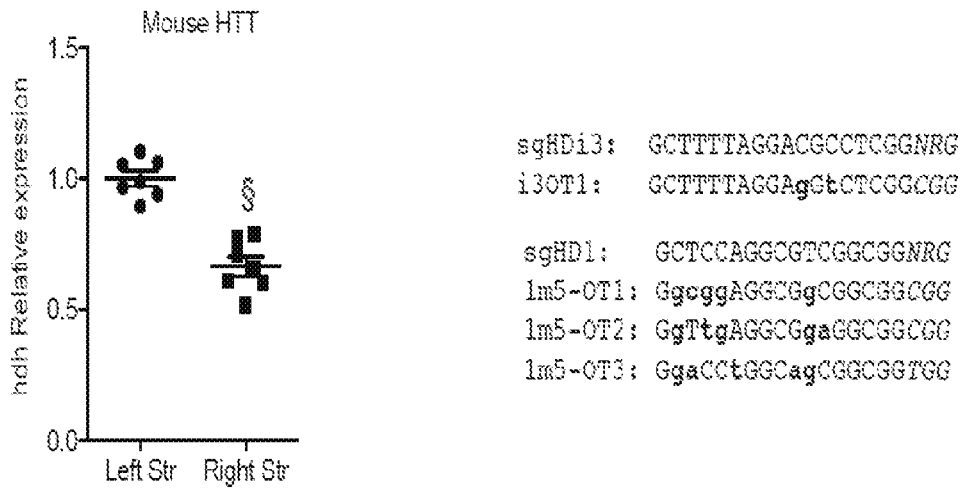 Mouse HTT
hdh Relative expression
1.5
1.0
0.5
0.0
§
Left Str
Right Str
sgHDi3: GCTTTTAGGACGCCTCGGNRG
i3OT1: GCTTTTAGGAgGtCTCGGCGG
sgHD1: GCTCCAGGCGTCGGCGGNRG
1m5-OT1: GgcggAGGCGgCGGCGGCGG
1m5-OT2: GgTtgAGGCGgaGGCGGCGG
1m5-OT3: GgaCCtGGCagCGGCGGTGG